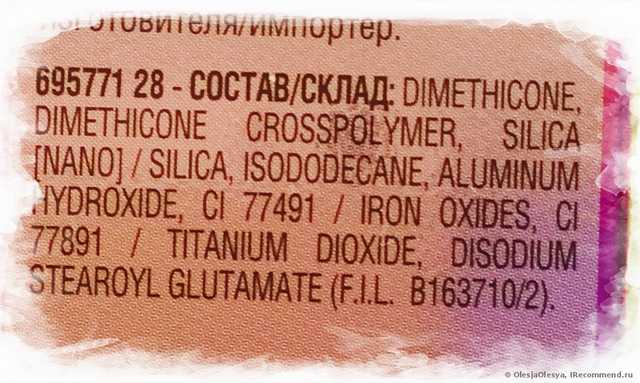 изготовителя/импортер.
695771 28 - СОСТАВ/СКЛАД: DIMETHICONE,
DIMETHICONE CROSSPOLYMER, SILICA
[NANO] / SILICA, ISODODECANE, ALUMINUM
HYDROXIDE, CI 77491 / IRON OXIDES, CI
77891 / TITANIUM DIOXIDE, DISODIUM
STEAROYL GLUTAMATE (F.I.L. B163710/2).
© OlesjaOlesya, IRecommend.ru